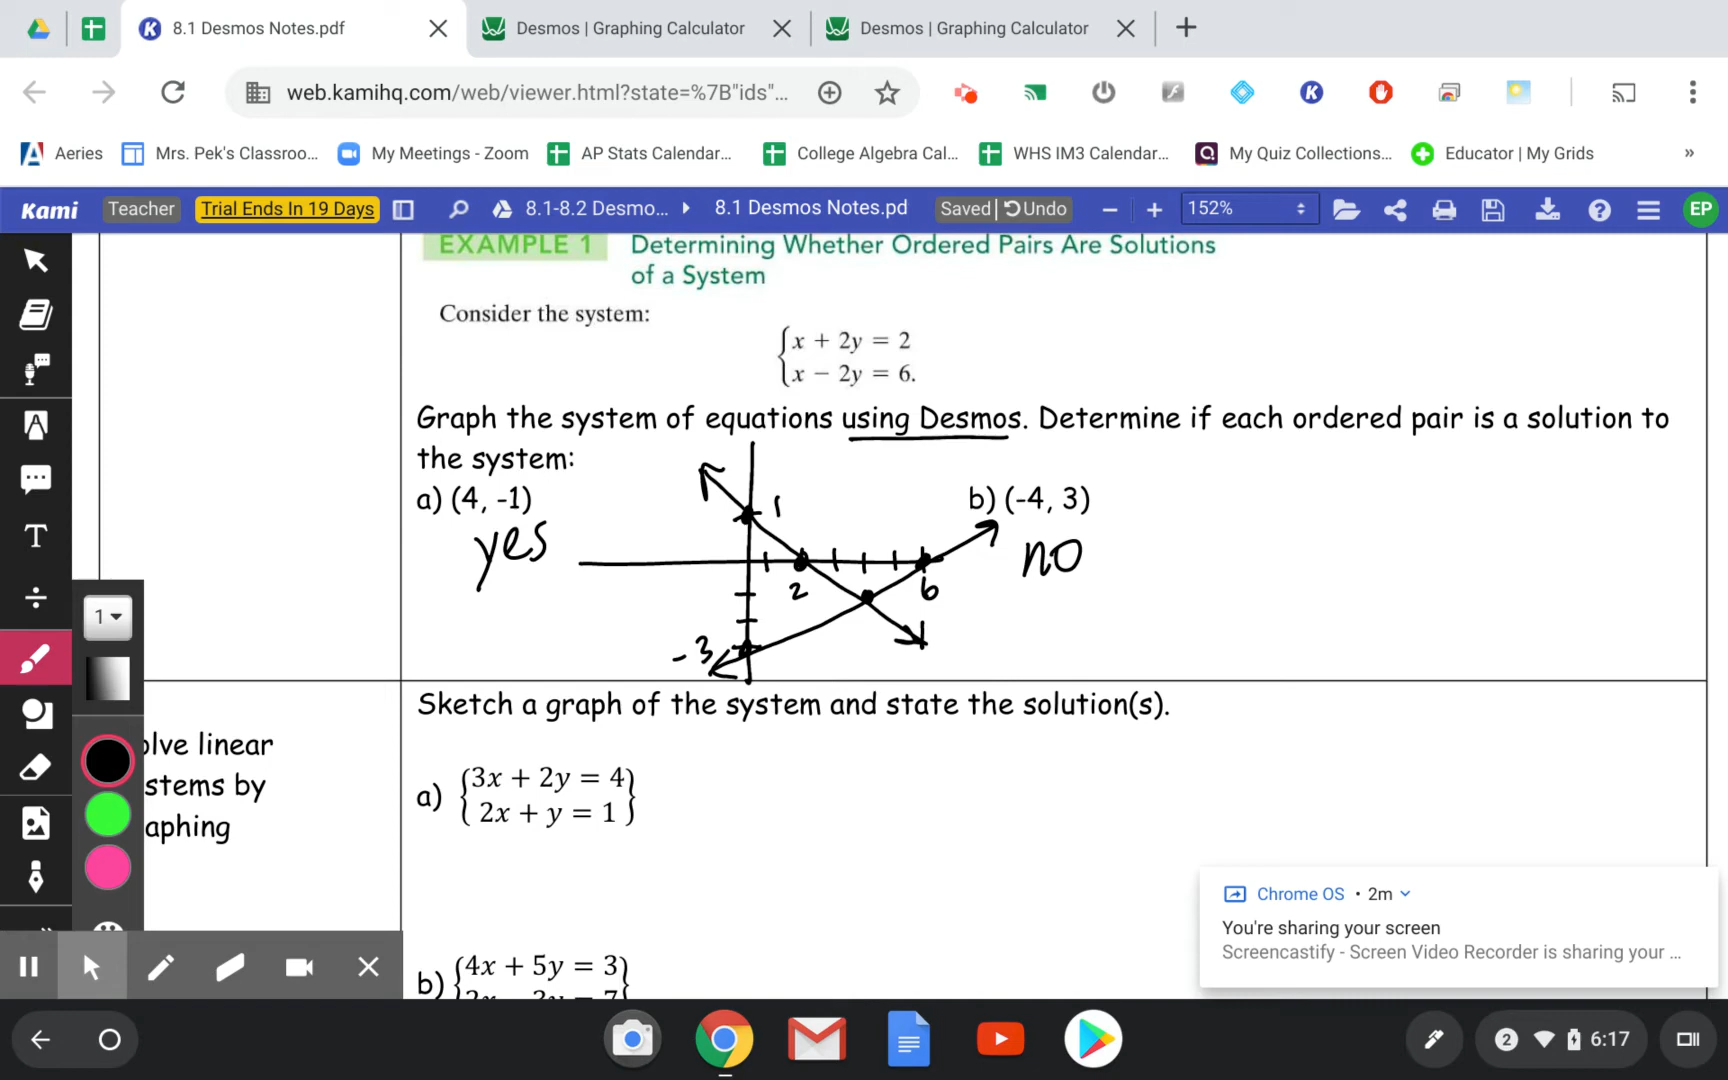 8.1 Desmos Notes.pdf
Desmos | Graphing Calculator
Desmos | Graphing Calculator
web.kamihq.com/web/viewer.html?state=%7B"ids"...
Aeries
Mrs. Pek's Classroo...
My Meetings - Zoom
AP Stats Calendar...
College Algebra Cal...
WHS IM3 Calendar...
My Quiz Collections...
Educator | My Grids
»
Kami
Teacher
Trial Ends In 19 Days
8.1-8.2 Desmo...
8.1 Desmos Notes.pd
Saved | Undo
152%
EP
EXAMPLE 1 Determining Whether Ordered Pairs Are Solutions
of a System
Consider the system:
x + 2y = 2
x − 2y = 6.
Graph the system of equations using Desmos. Determine if each ordered pair is a solution to
the system:
a) (4, -1)
b) (-4, 3)
yes
no
1
2
6
-3
Sketch a graph of the system and state the solution(s).
olve linear
stems by
aphing
a) {3x + 2y = 4
2x + y = 1}
b) {4x + 5y = 3}
1
Chrome OS • 2m
You're sharing your screen
Screencastify - Screen Video Recorder is sharing your ...
2
6:17